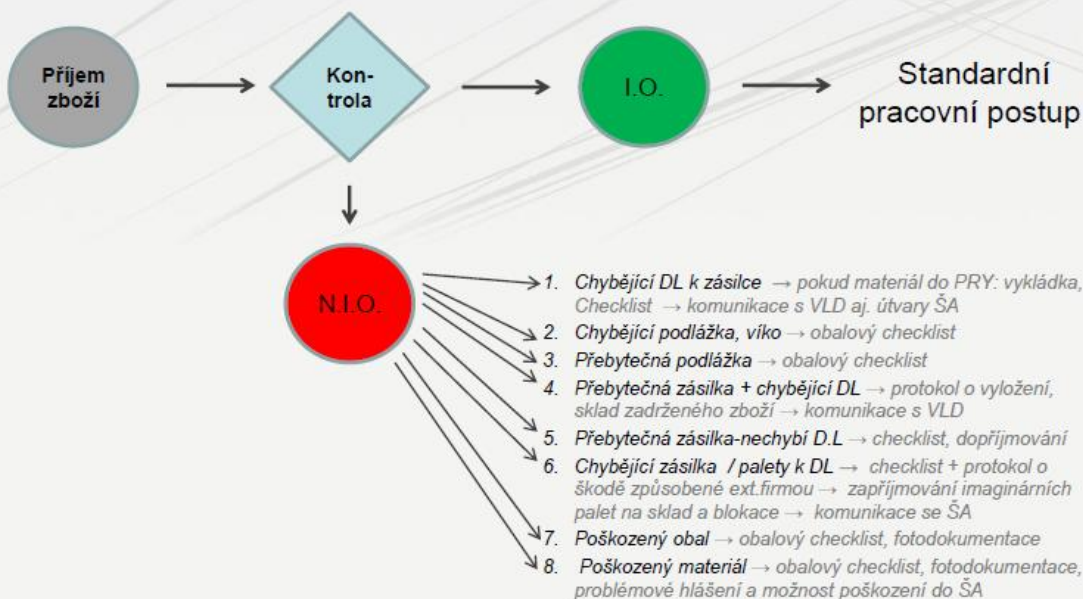 Příjem
zboží
Kon-
trola
I.O.
Standardní
pracovní postup
N.I.O.
1. Chybějící DL k zásilce → pokud materiál do PRY: vykládka,
Checklist → komunikace s VLD aj. útvary ŠA
2. Chybějící podlážka, víko → obalový checklist
3. Přebytečná podlážka → obalový checklist
4. Přebytečná zásilka + chybějící DL → protokol o vyložení,
sklad zadrženého zboží → komunikace s VLD
5. Přebytečná zásilka-nechybí D.L → checklist, dopříjmování
6. Chybějící zásilka / palety k DL → checklist + protokol o
škodě způsobené ext.firmou → zapříjmování imaginárních
palet na sklad a blokace → komunikace se ŠA
7. Poškozený obal → obalový checklist, fotodokumentace
8. Poškozený materiál → obalový checklist, fotodokumentace,
problémové hlášení a možnost poškození do ŠA